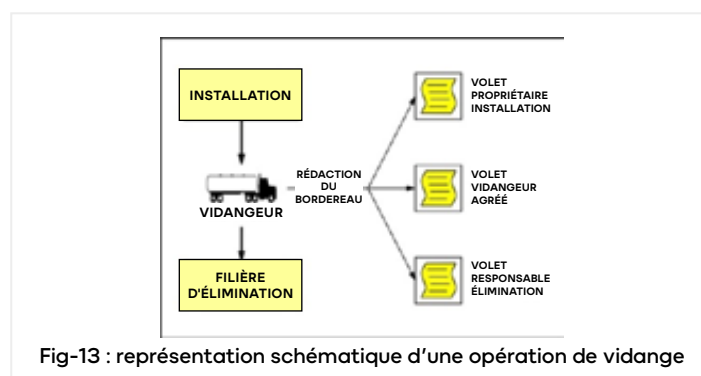 INSTALLATION
VIDANGEUR
FILIÈRE
D'ÉLIMINATION
RÉDACTION
DU
BORDEREAU
VOLET
PROPRIÉTAIRE
INSTALLATION
VOLET
VIDANGEUR
AGRÉÉ
VOLET
RESPONSABLE
ÉLIMINATION
Fig-13 : représentation schématique d’une opération de vidange